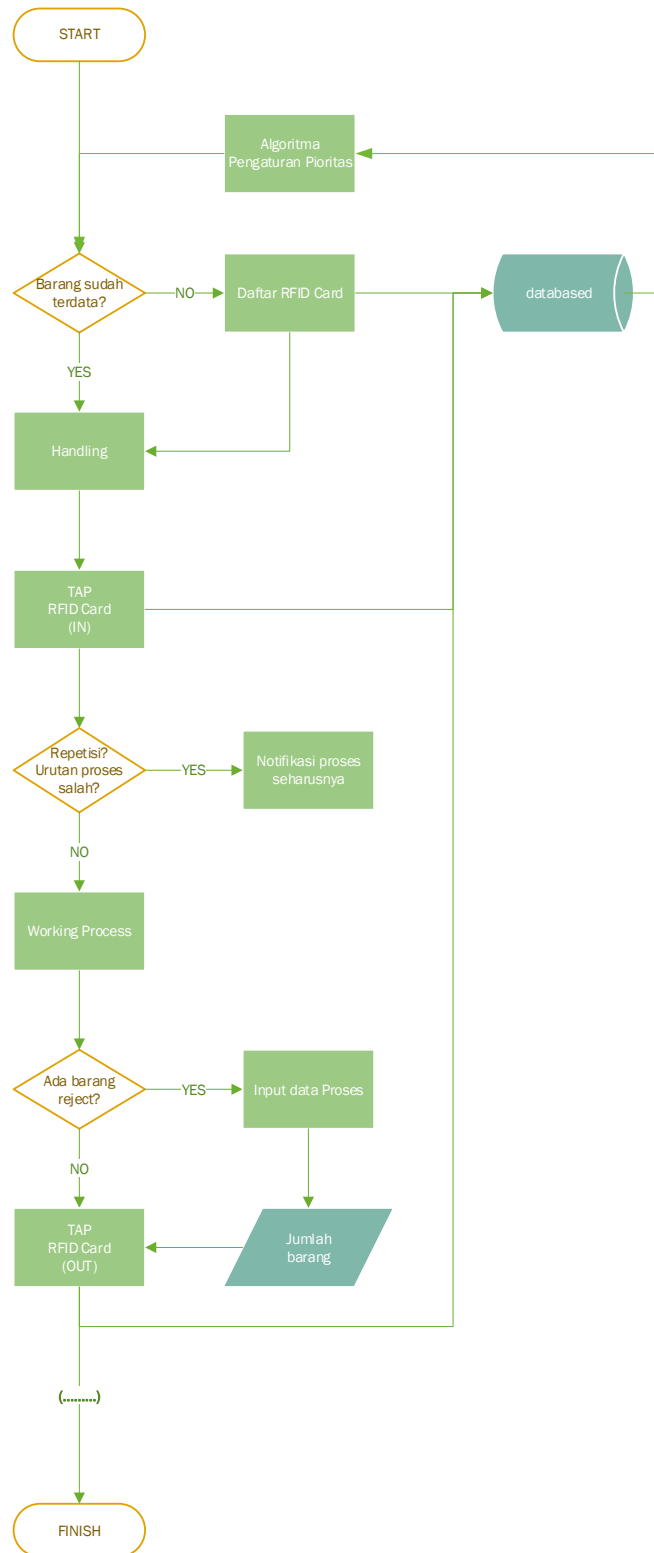 START
Algoritma
Pengaturan Pioritas
Barang sudah
terdata?
NO
Daftar RFID Card
databased
YES
Handling
TAP
RFID Card
(IN)
Repetisi?
Urutan proses
salah?
YES
Notifikasi proses
seharusnya
NO
Working Process
Ada barang
reject?
YES
Input data Proses
NO
TAP
RFID Card
(OUT)
Jumlah
barang
(.........)
FINISH